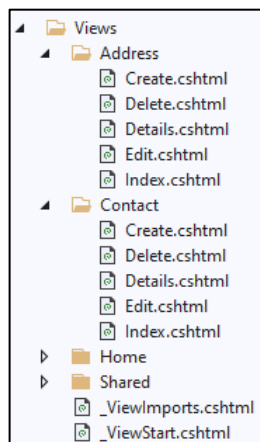 Views
Address
Create.cshtml
Delete.cshtml
Details.cshtml
Edit.cshtml
Index.cshtml
Contact
Create.cshtml
Delete.cshtml
Details.cshtml
Edit.cshtml
Index.cshtml
Home
Shared
_ViewImports.cshtml
_ViewStart.cshtml